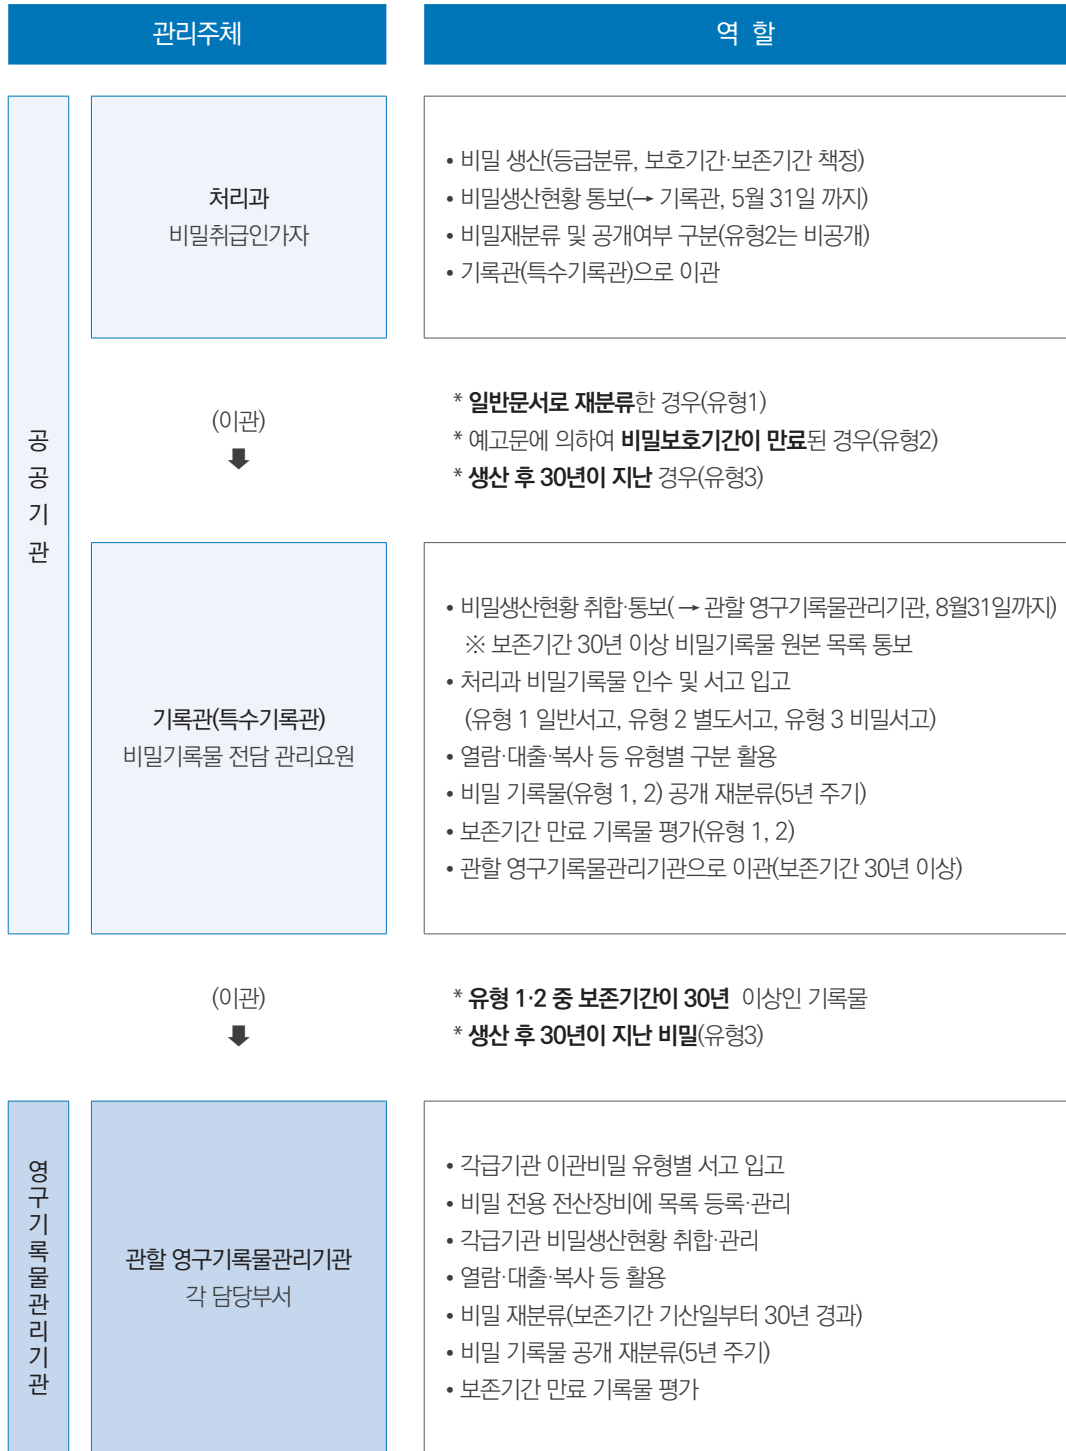 관리주체
역 할
공공기관
처리과
비밀취급인가자
• 비밀 생산(등급분류, 보호기간·보존기간 책정)
• 비밀생산현황 통보(→ 기록관, 5월 31일 까지)
• 비밀재분류 및 공개여부 구분(유형2는 비공개)
• 기록관(특수기록관)으로 이관
(이관)
* 일반문서로 재분류한 경우(유형1)
* 예고문에 의하여 비밀보호기간이 만료된 경우(유형2)
* 생산 후 30년이 지난 경우(유형3)
기록관(특수기록관)
비밀기록물 전담 관리요원
• 비밀생산현황 취합·통보( → 관할 영구기록물관리기관, 8월31일까지)
※ 보존기간 30년 이상 비밀기록물 원본 목록 통보
• 처리과 비밀기록물 인수 및 서고 입고
(유형 1 일반서고, 유형 2 별도서고, 유형 3 비밀서고)
• 열람·대출·복사 등 유형별 구분 활용
• 비밀 기록물(유형 1, 2) 공개 재분류(5년 주기)
• 보존기간 만료 기록물 평가(유형 1, 2)
• 관할 영구기록물관리기관으로 이관(보존기간 30년 이상)
(이관)
* 유형 1·2 중 보존기간이 30년 이상인 기록물
* 생산 후 30년이 지난 비밀(유형3)
영구기록물관리기관
관할 영구기록물관리기관
각 담당부서
• 각급기관 이관비밀 유형별 서고 입고
• 비밀 전용 전산장비에 목록 등록·관리
• 각급기관 비밀생산현황 취합·관리
• 열람·대출·복사 등 활용
• 비밀 재분류(보존기간 기산일부터 30년 경과)
• 비밀 기록물 공개 재분류(5년 주기)
• 보존기간 만료 기록물 평가